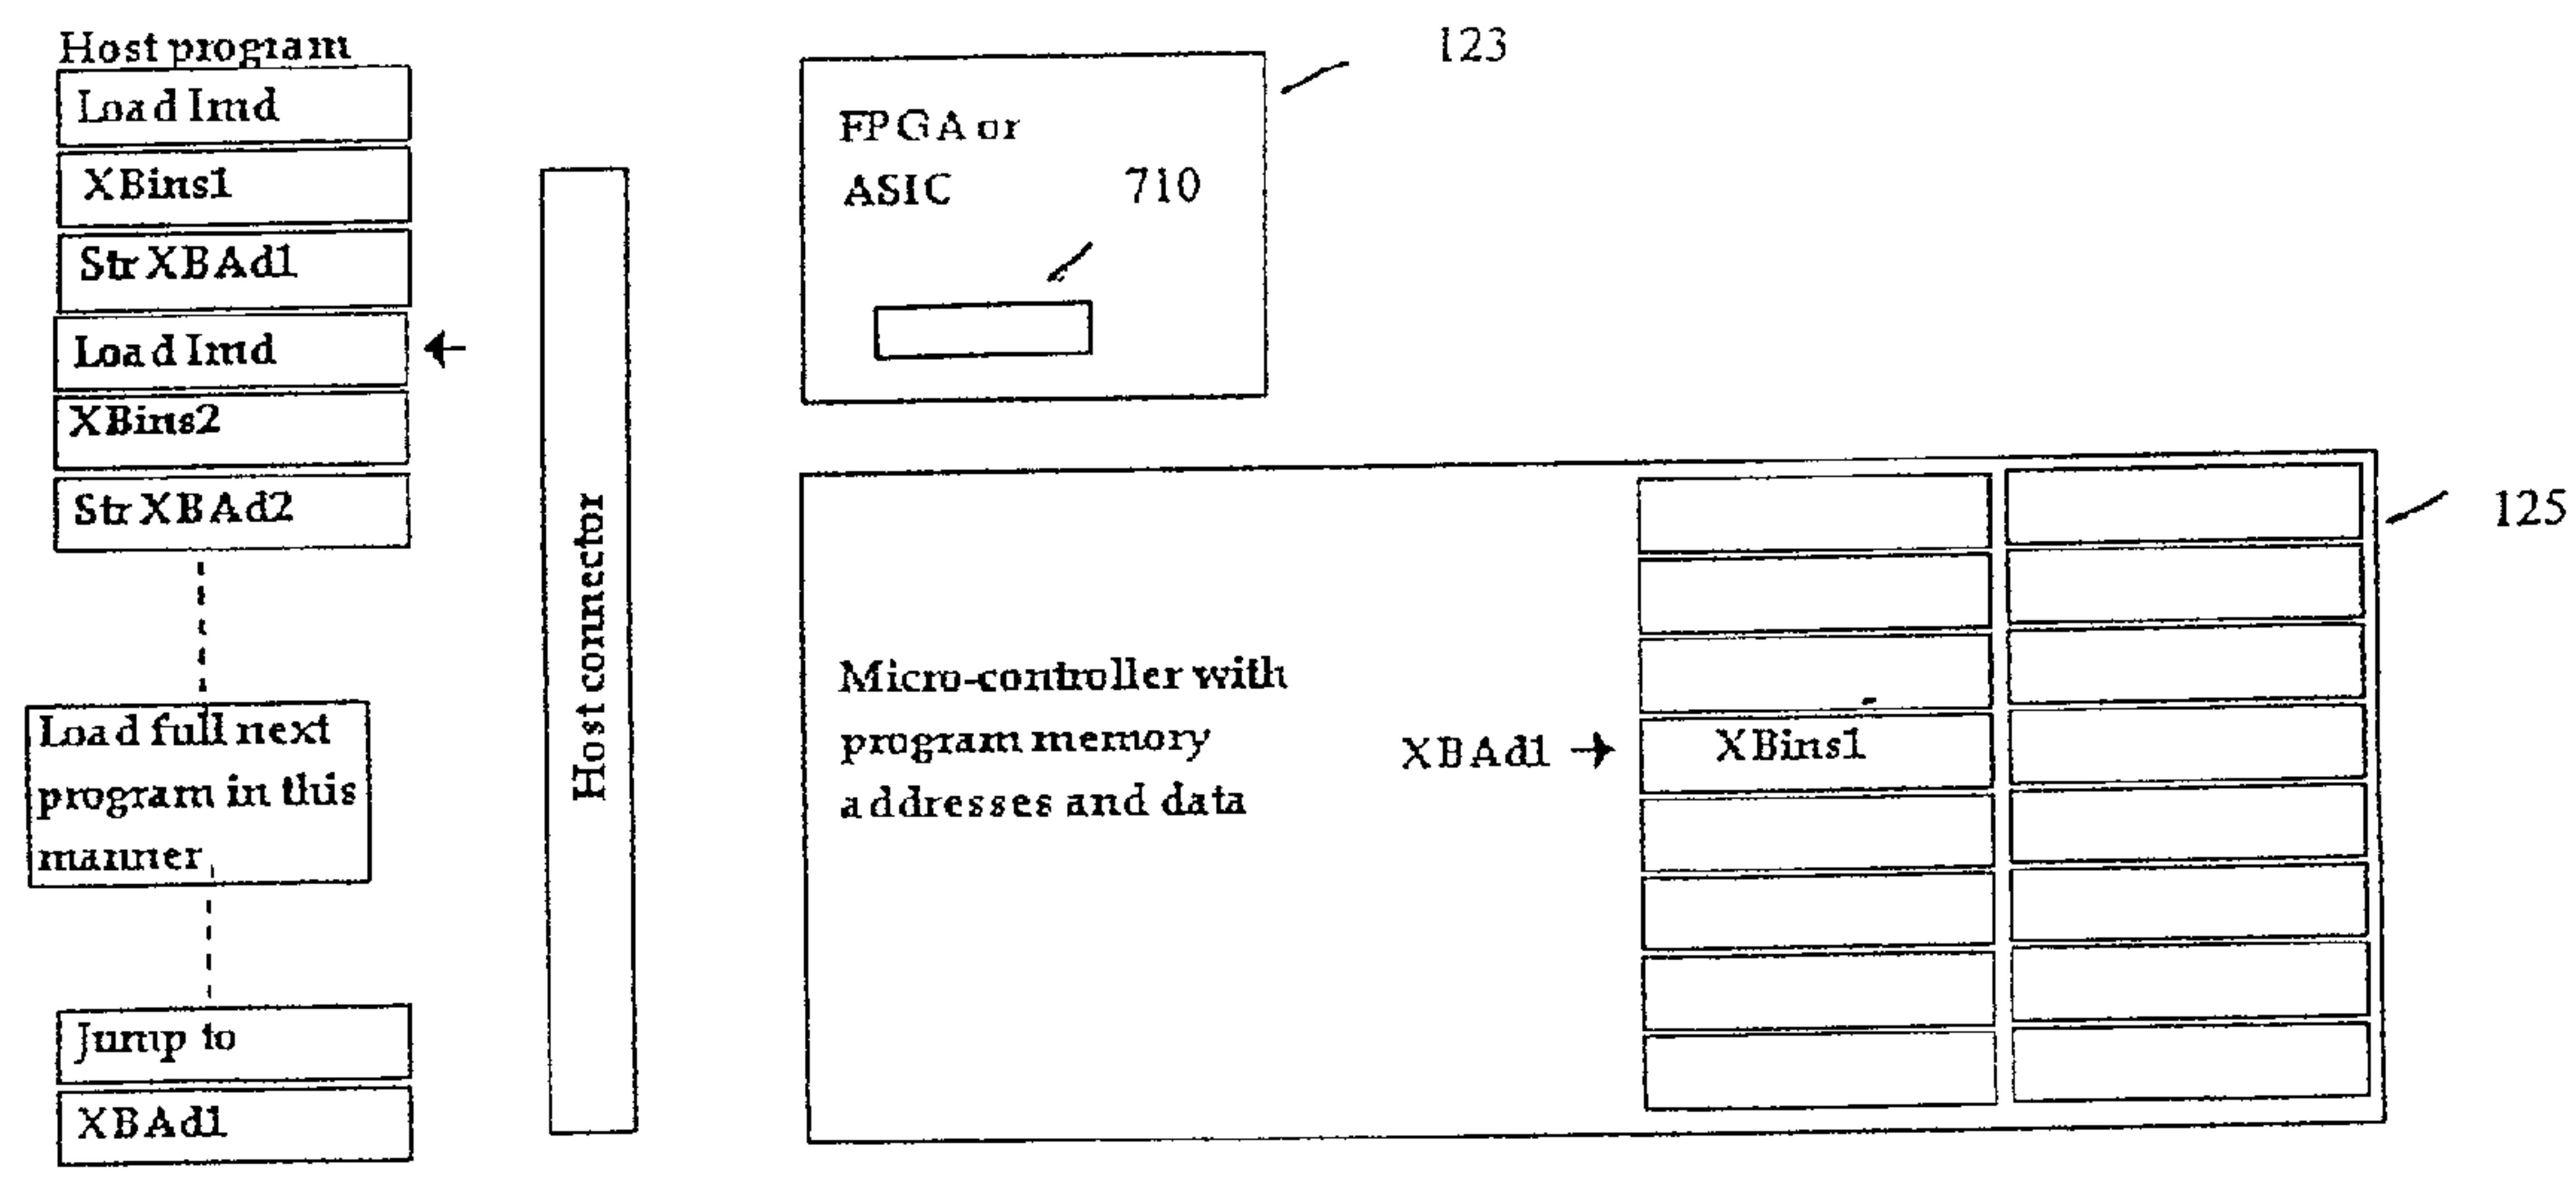 Host program
Load Imd
XBins1
Str XBAd1
Load Imd
XBins2
Str XBAd2
Load full next
program in this
manner
Jump to
XBAd1
Host connector
123
FPGA or
ASIC
710
125
Micro-controller with
program memory
addresses and data
XBAd1
XBins1